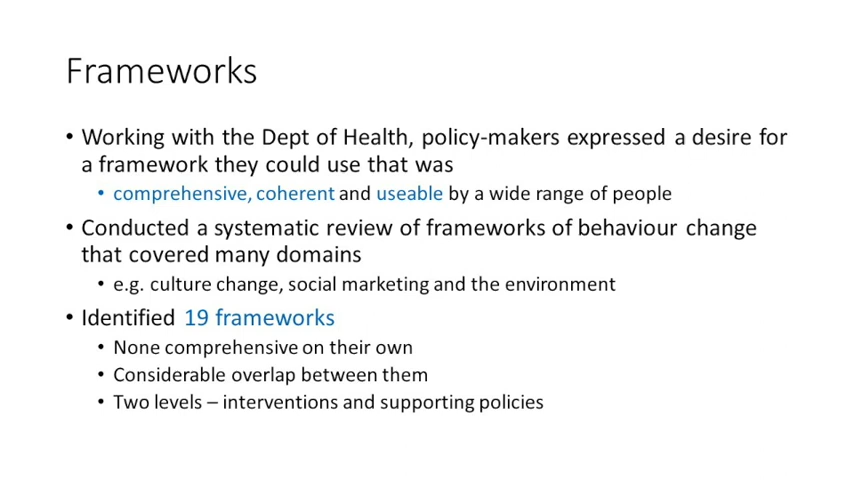 Frameworks
• Working with the Dept of Health, policy-makers expressed a desire for
a framework they could use that was
• comprehensive, coherent and useable by a wide range of people
• Conducted a systematic review of frameworks of behaviour change
that covered many domains
• e.g. culture change, social marketing and the environment
• Identified 19 frameworks
• None comprehensive on their own
• Considerable overlap between them
• Two levels – interventions and supporting policies